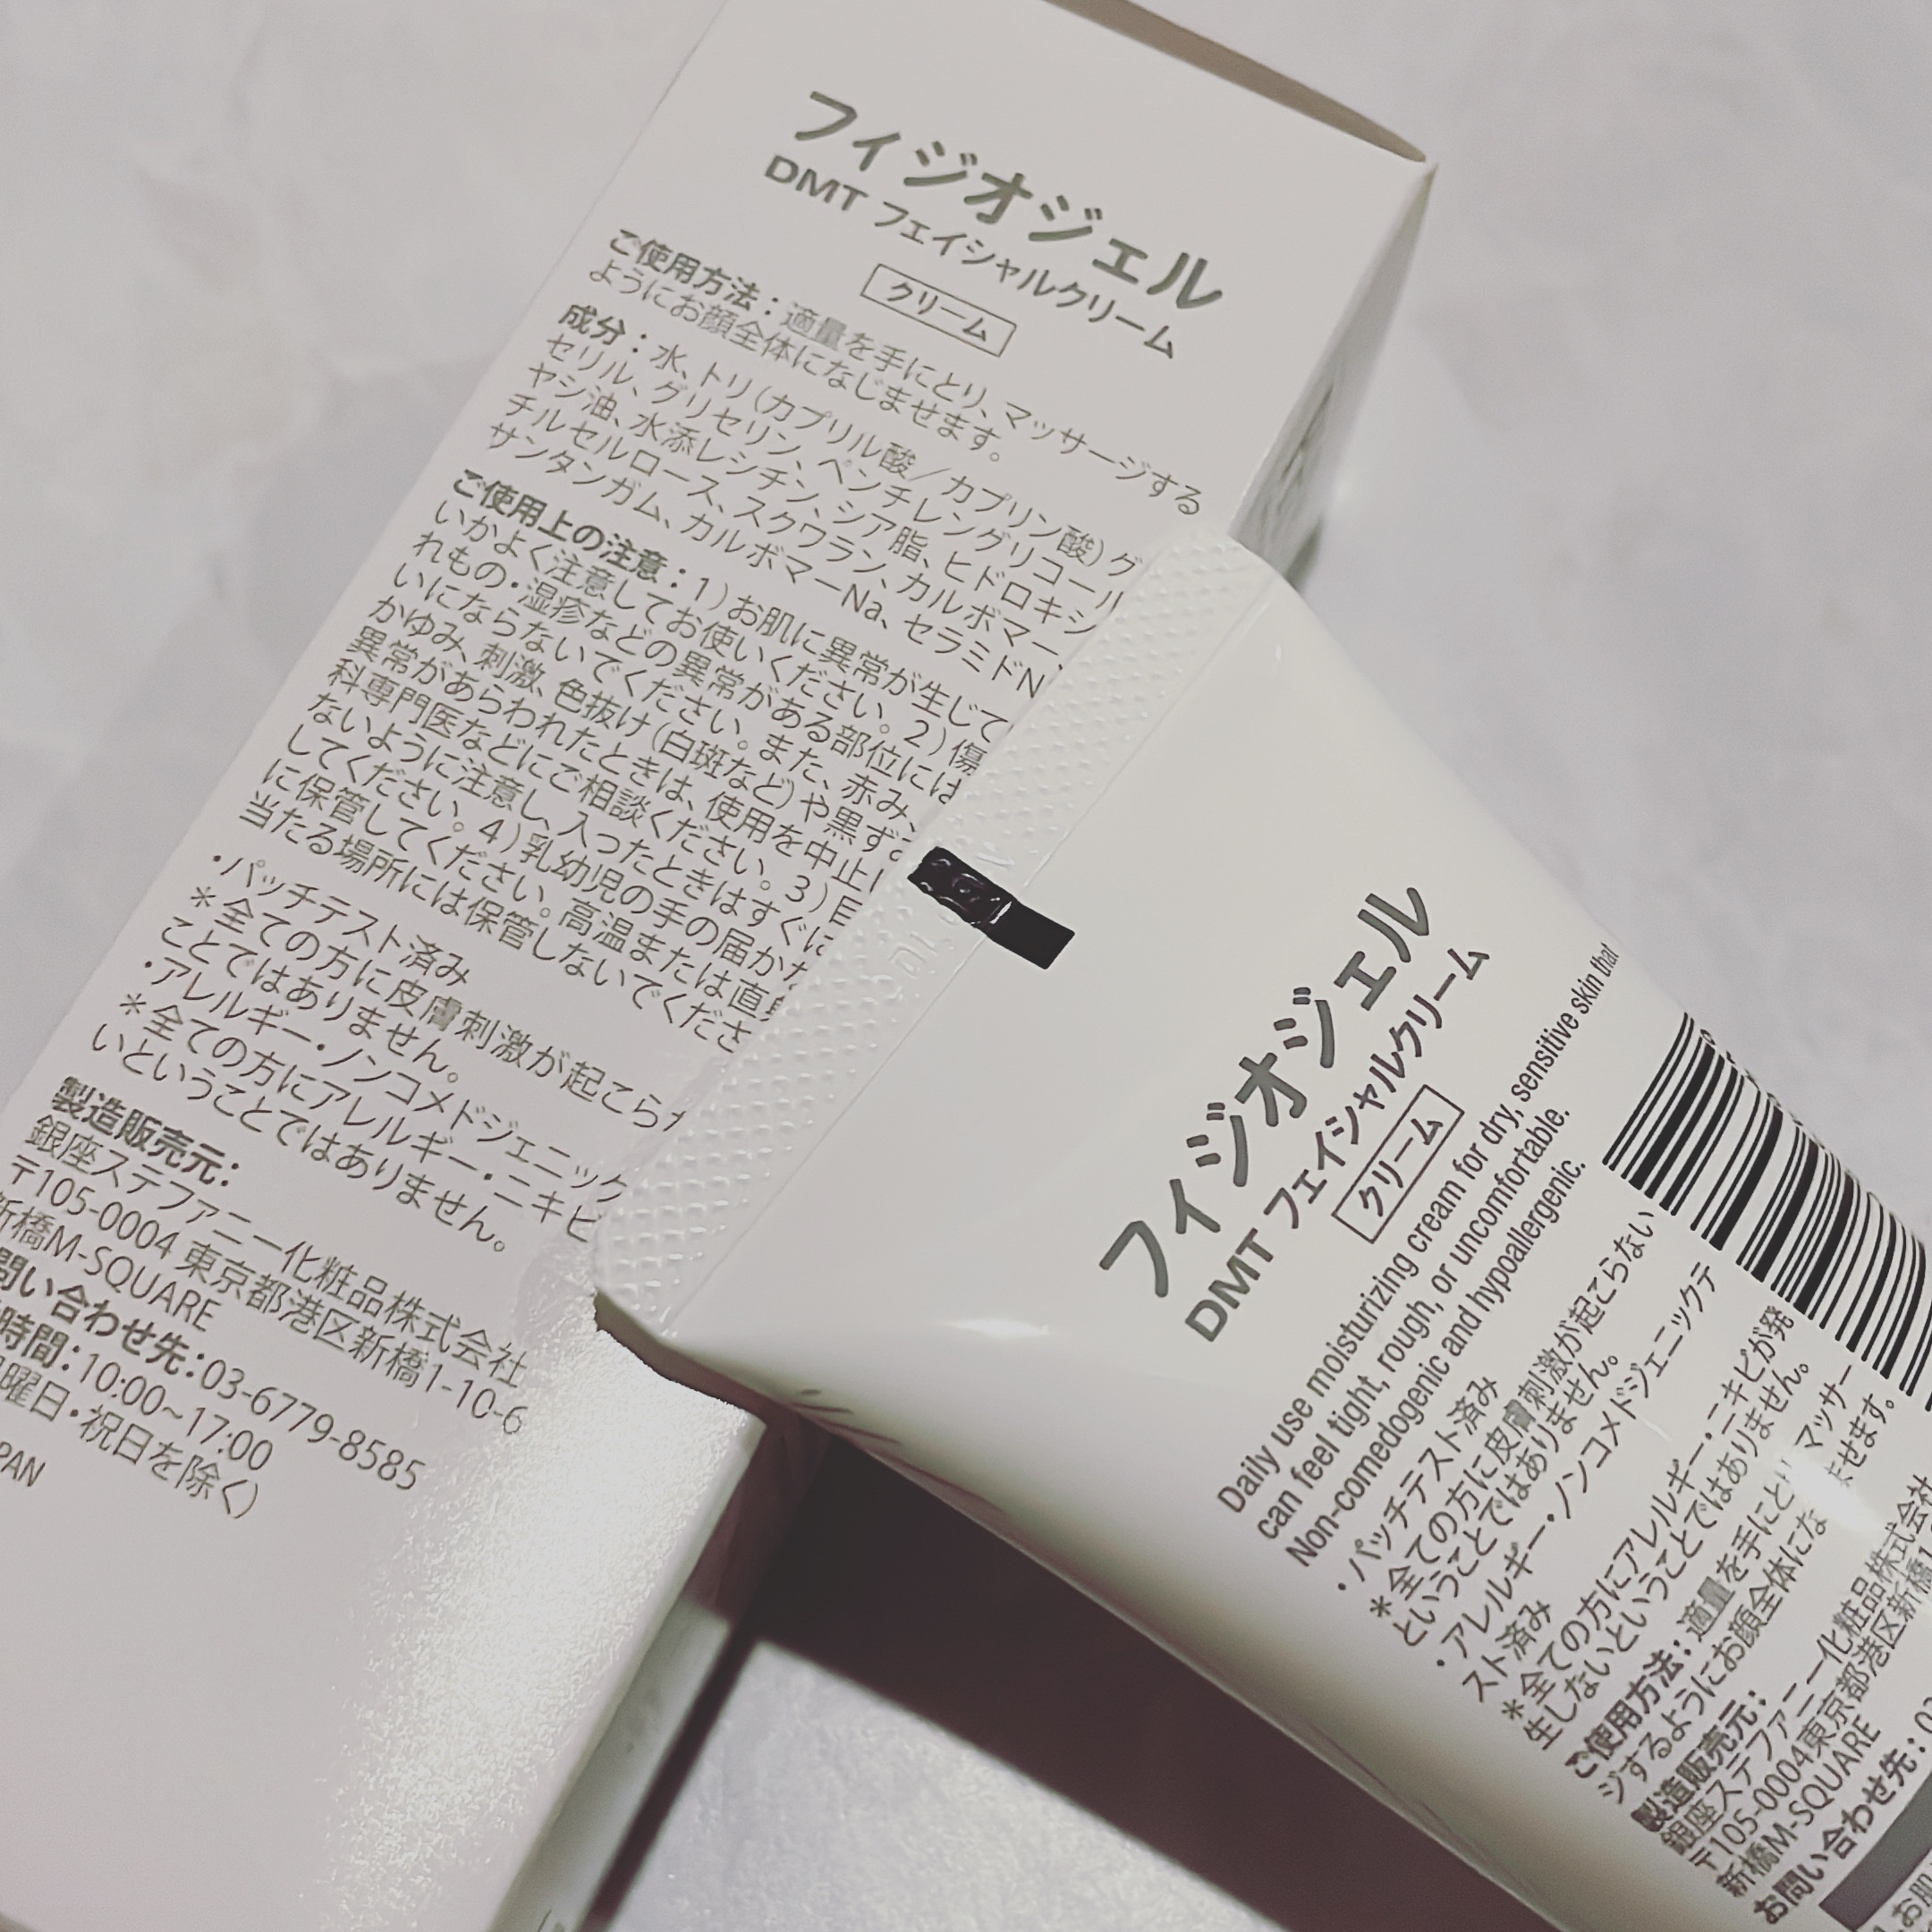 フィジオジェル
DMT フェイシャルクリーム
クリーム
ご使用方法：適量を手にとり、マッサージする
ようにお顔全体になじませます。
成分：水、トリ(カプリル酸／カプリン酸)グ
セリル、グリセリン、ペンチレングリコール
ヤシ油、水添レシチン、シア脂、ヒドロキシ
チルセルロース、スクワラン、カルボマー、
サンタンガム、カルボマーNa、セラミドN
ご使用上の注意：1)お肌に異常が生じて
いかよく注意してお使いください。2)傷
れもの・湿疹などの異常がある部位には
いにならないでください。また、赤み、
かゆみ、刺激、色抜け(白斑など)や黒ず
異常があらわれたときは、使用を中止
科専門医などにご相談ください。3)目
ないように注意し、入ったときはすぐに
してください。4)乳幼児の手の届か
に保管してください。高温または直
当たる場所には保管しないでくださ
・パッチテスト済み
＊全ての方に皮膚刺激が起こら
ことではありません。
・アレルギー・ノンコメドジェニック
＊全ての方にアレルギー・ニキビ
いということではありません。
製造販売元：
銀座ステファニー化粧品株式会社
〒105-0004 東京都港区新橋1-10-6
新橋M-SQUARE
問い合わせ先：03-6779-8585
時間：10:00~17:00
曜日・祝日を除く)
PAN
フィジオジェル
DMT フェイシャルクリーム
クリーム
Daily use moisturizing cream for dry, sensitive skin that
can feel tight, rough, or uncomfortable.
Non-comedogenic and hypoallergenic.
・パッチテスト済み
＊全ての方に皮膚刺激が起こらない
ということではありません。
・アレルギー・ノンコメドジェニックテ
スト済み
＊全ての方にアレルギー・ニキビが発
生しないということではありません。
ご使用方法：適量を手にとり マッサー
ジするようにお顔全体にな ませます。
製造販売元：
銀座ステファニー化粧品株式会社
〒105-0004東京都港区新橋1
新橋M-SQUARE
お問い合わせ先：0